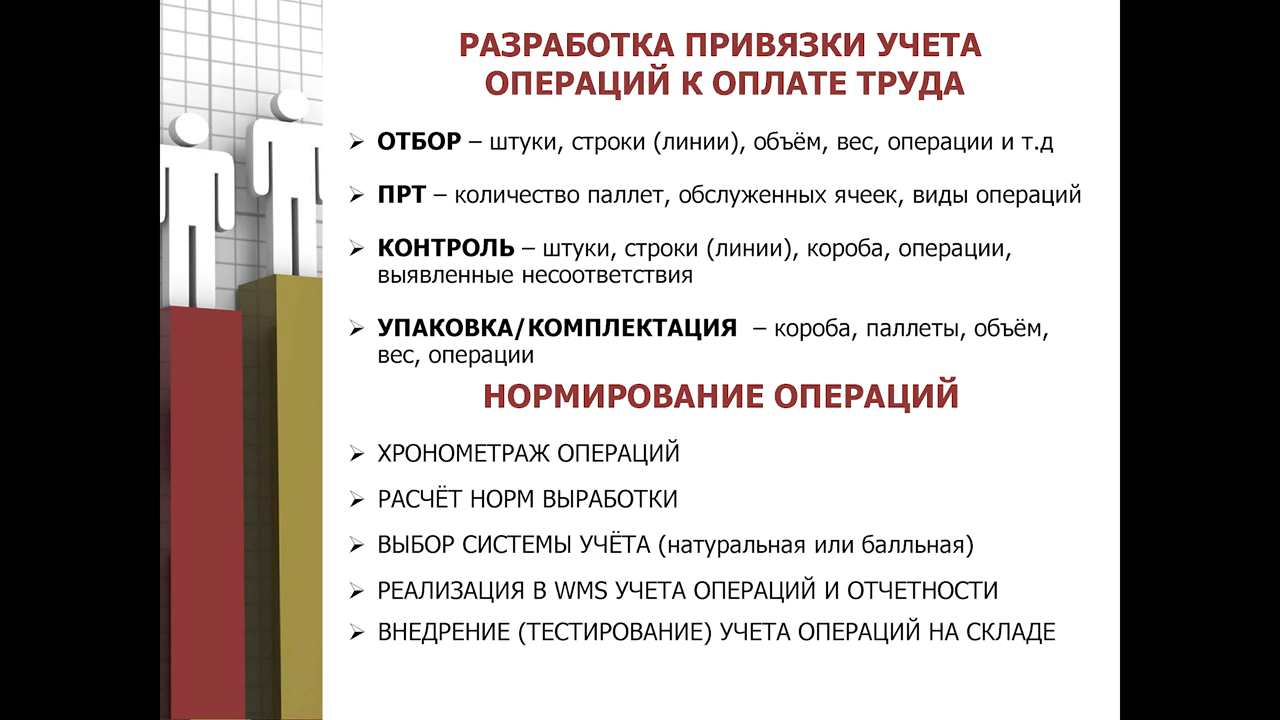 РАЗРАБОТКА ПРИВЯЗКИ УЧЕТА
ОПЕРАЦИЙ К ОПЛАТЕ ТРУДА
ОТБОР – штуки, строки (линии), объём, вес, операции и т.д
ПРТ – количество паллет, обслуженных ячеек, виды операций
КОНТРОЛЬ – штуки, строки (линии), короба, операции,
выявленные несоответствия
УПАКОВКА/КОМПЛЕКТАЦИЯ – короба, паллеты, объём,
вес, операции
НОРМИРОВАНИЕ ОПЕРАЦИЙ
ХРОНОМЕТРАЖ ОПЕРАЦИЙ
РАСЧЁТ НОРМ ВЫРАБОТКИ
ВЫБОР СИСТЕМЫ УЧЁТА (натуральная или балльная)
РЕАЛИЗАЦИЯ В WMS УЧЕТА ОПЕРАЦИЙ И ОТЧЕТНОСТИ
ВНЕДРЕНИЕ (ТЕСТИРОВАНИЕ) УЧЕТА ОПЕРАЦИЙ НА СКЛАДЕ